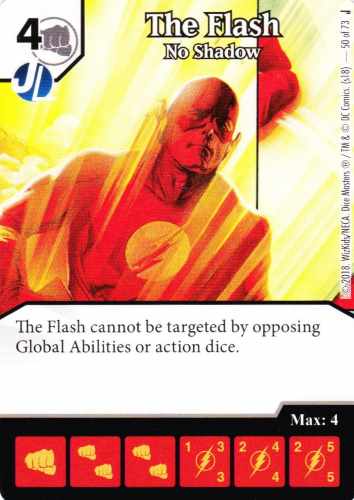 4
The Flash
No Shadow
JL
©2018. WizKids/NECA. Dice Masters ® / TM & © DC Comics. (s18) — 50 of 73
The Flash cannot be targeted by opposing
Global Abilities or action dice.
Max: 4
1 3 3
2 4 4
2 5 5